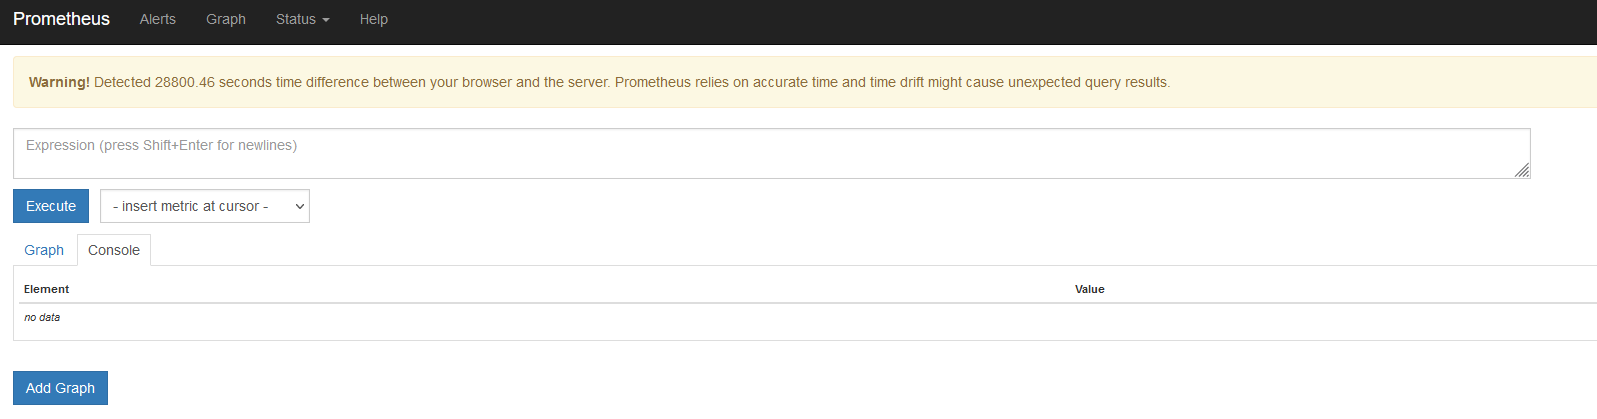 Prometheus Alerts Graph Status Help
Warning! Detected 28800.46 seconds time difference between your browser and the server. Prometheus relies on accurate time and time drift might cause unexpected query results.
Expression (press Shift+Enter for newlines)
Execute - insert metric at cursor -
Graph Console
Element Value
no data
Add Graph